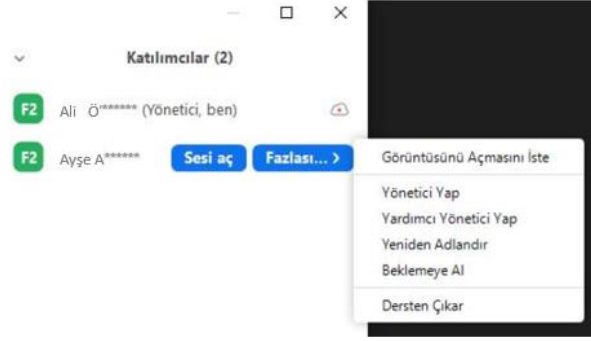 Katılımcılar (2)
F2 Ali Ö****** (Yönetici, ben)
F2 Ayşe A****** Sesi aç Fazlası... >
Görüntüsünü Açmasını İste
Yönetici Yap
Yardımcı Yönetici Yap
Yeniden Adlandır
Beklemeye Al
Dersten Çıkar